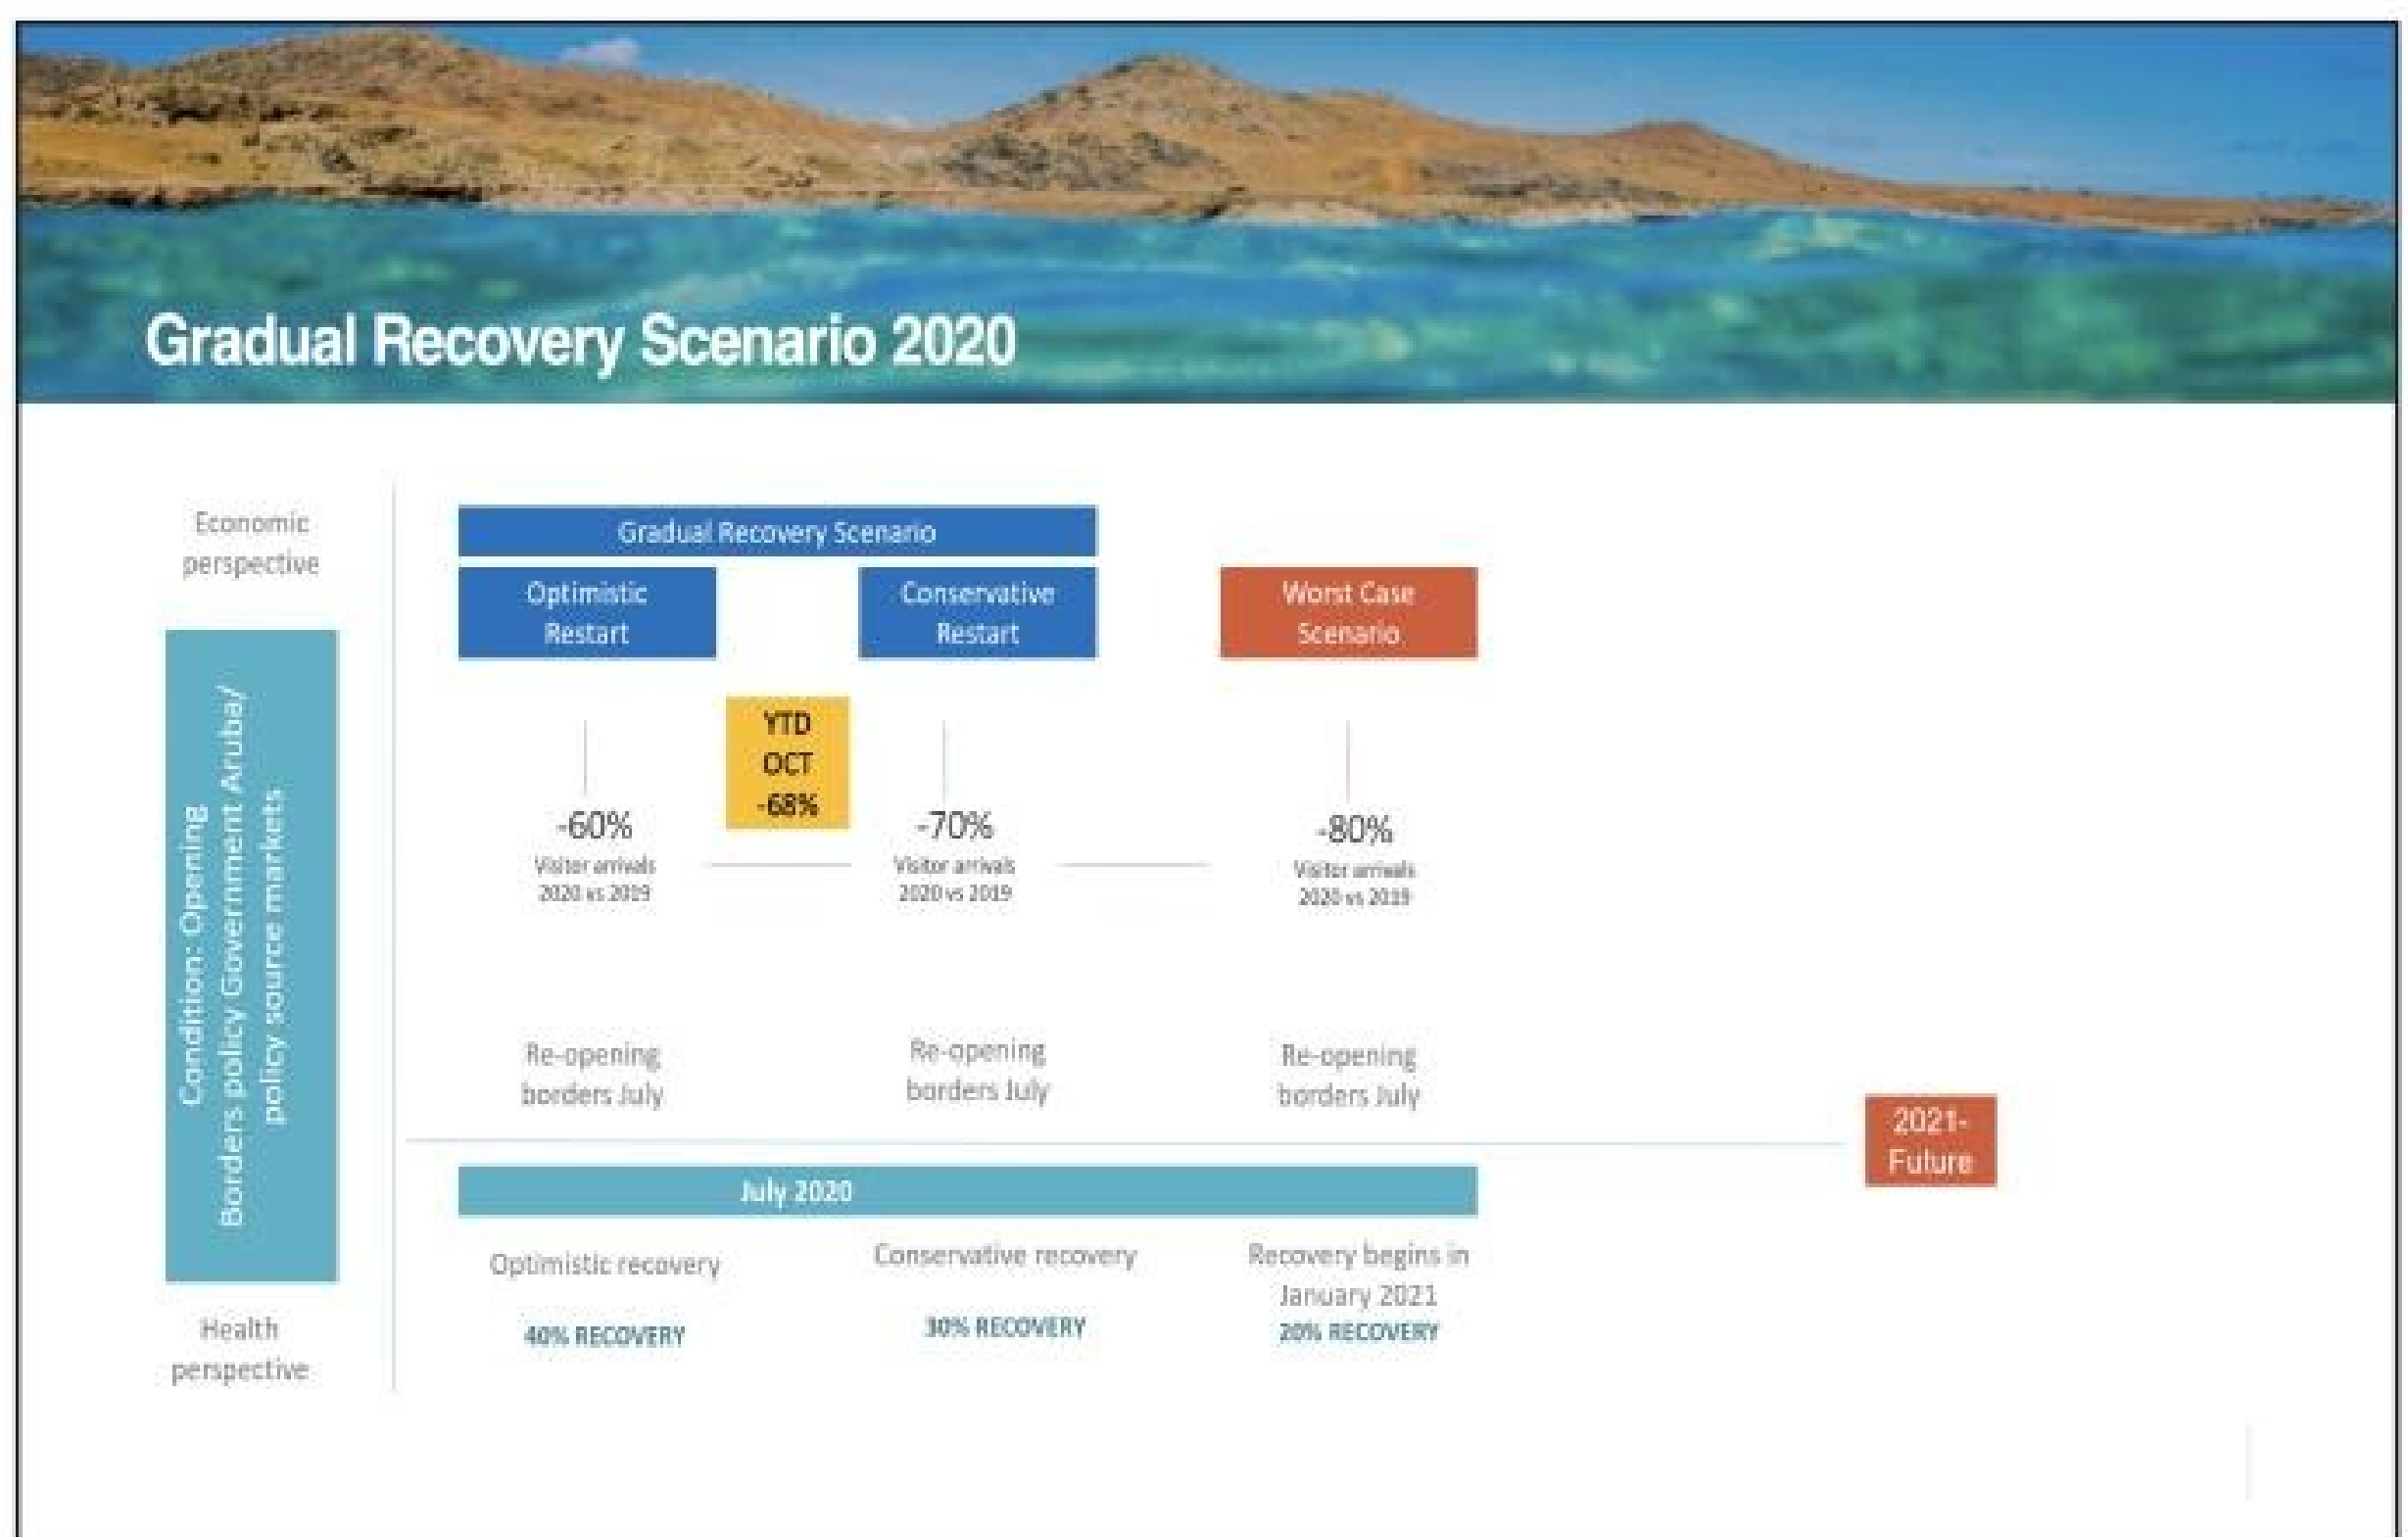 Gradual Recovery Scenario 2020
Economic
perspective
Gradual Recovery Scenario
Optimistic
Restart
Conservative
Restart
Worst Case
Scenario
YTD
OCT
-68%
-60%
Visitor arrivals
2020 vs 2019
-70%
Visitor arrivals
2020 vs 2019
-80%
Visitor arrivals
2020 vs 2019
Condition: Opening
Borders policy Government Aruba/
policy source markets
Re-opening
borders July
Re-opening
borders July
Re-opening
borders July
2021-
Future
July 2020
Optimistic recovery
40% RECOVERY
Conservative recovery
30% RECOVERY
Recovery begins in
January 2021
20% RECOVERY
Health
perspective